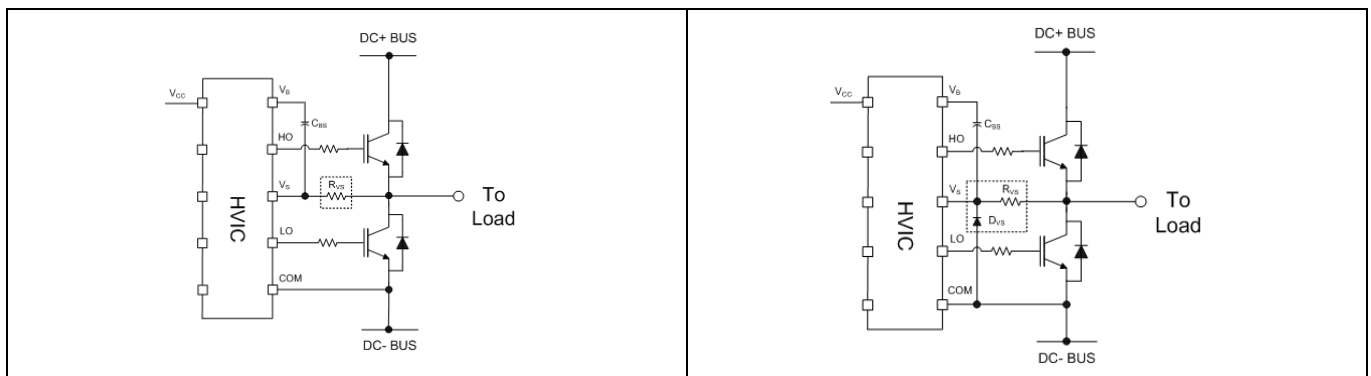 DC+ BUS
VCC
VB
CBS
HO
VS
RVS
To
Load
HVIC
LO
COM
DC- BUS
DC+ BUS
VCC
VB
CBS
HO
VS
RVS
To
Load
DVS
HVIC
LO
COM
DC- BUS